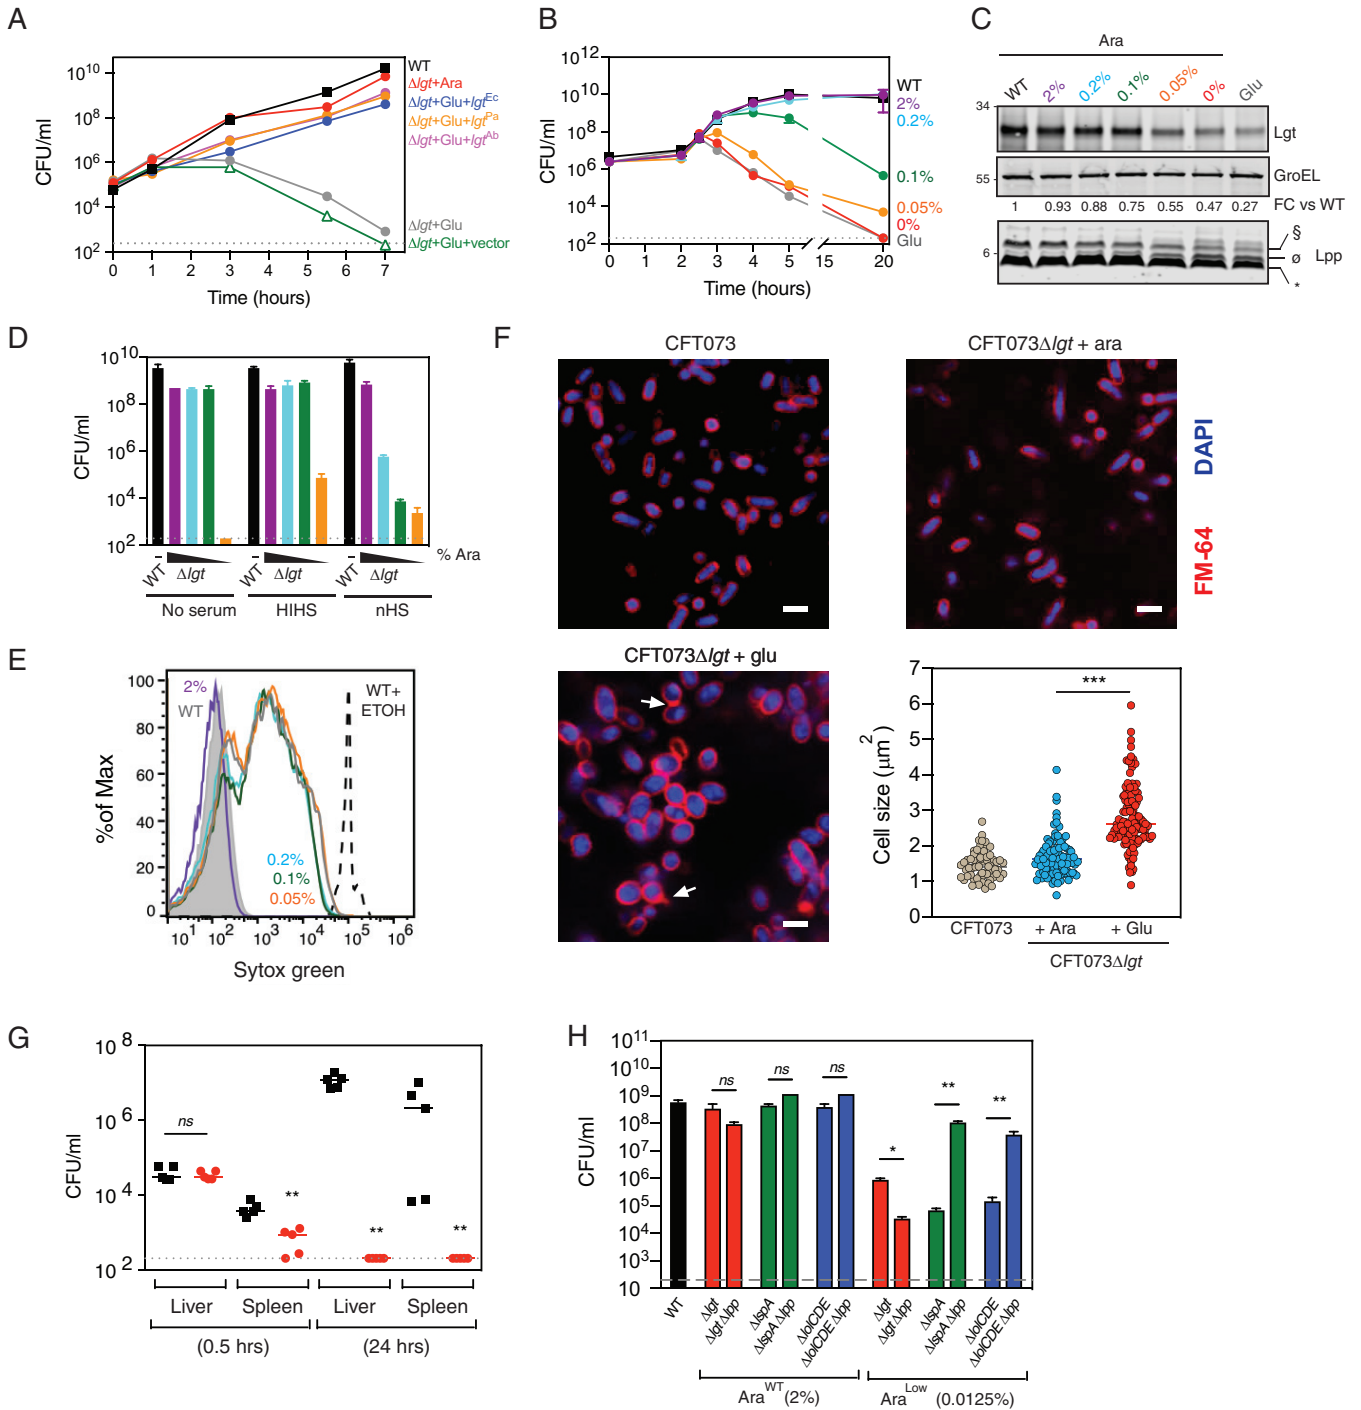 A
CFU/ml
10^10
10^8
10^6
10^4
10^2
0 1 2 3 4 5 6 7
Time (hours)
WT
Δlgt+Ara
Δlgt+Glu+lgt^Ec
Δlgt+Glu+lgt^Pa
Δlgt+Glu+lgt^Ab
Δlgt+Glu
Δlgt+Glu+vector
B
CFU/ml
10^12
10^10
10^8
10^6
10^4
10^2
0 1 2 3 4 5 15 20
Time (hours)
WT
2%
0.2%
0.1%
0.05%
0%
Glu
C
Ara
WT 2% 0.2% 0.1% 0.05% 0% Glu
34
Lgt
55
GroEL
1 0.93 0.88 0.75 0.55 0.47 0.27 FC vs WT
6
§
ø Lpp
*
D
CFU/ml
10^10
10^8
10^6
10^4
10^2
– – – % Ara
WT Δlgt WT Δlgt WT Δlgt
No serum HIHS nHS
E
%of Max
100
80
60
40
20
0
2%
WT
WT+
ETOH
0.2%
0.1%
0.05%
10^1 10^2 10^3 10^4 10^5 10^6
Sytox green
F
CFT073
CFT073Δlgt + ara
DAPI
FM-64
CFT073Δlgt + glu
Cell size (µm^2)
7
6
5
4
3
2
1
0
***
CFT073 + Ara + Glu
CFT073Δlgt
G
CFU/ml
10^8
10^6
10^4
10^2
ns
**
**
**
Liver Spleen Liver Spleen
(0.5 hrs) (24 hrs)
H
CFU/ml
10^11
10^10
10^9
10^8
10^7
10^6
10^5
10^4
10^3
10
ns ns ns * ** **
WT
Δlgt
ΔlgtΔlpp
ΔlspA
ΔlspAΔlpp
ΔlolCDE
ΔlolCDEΔlpp
Δlgt
ΔlgtΔlpp
ΔlspA
ΔlspAΔlpp
ΔlolCDE
ΔlolCDEΔlpp
Ara^WT (2%)
Ara^Low (0.0125%)